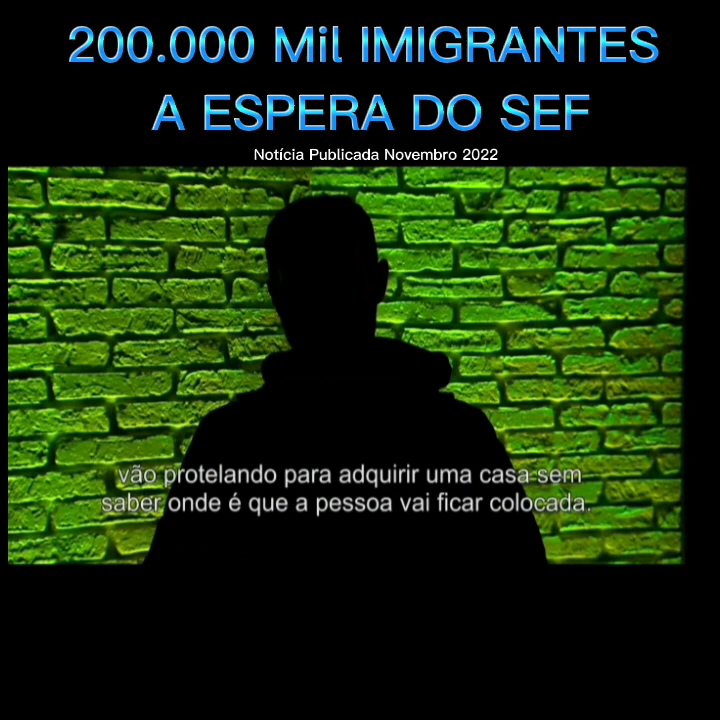 200.000 Mil IMIGRANTES
A ESPERA DO SEF
Notícia Publicada Novembro 2022
vão protelando para adquirir uma casa sem
saber onde é que a pessoa vai ficar colocada.